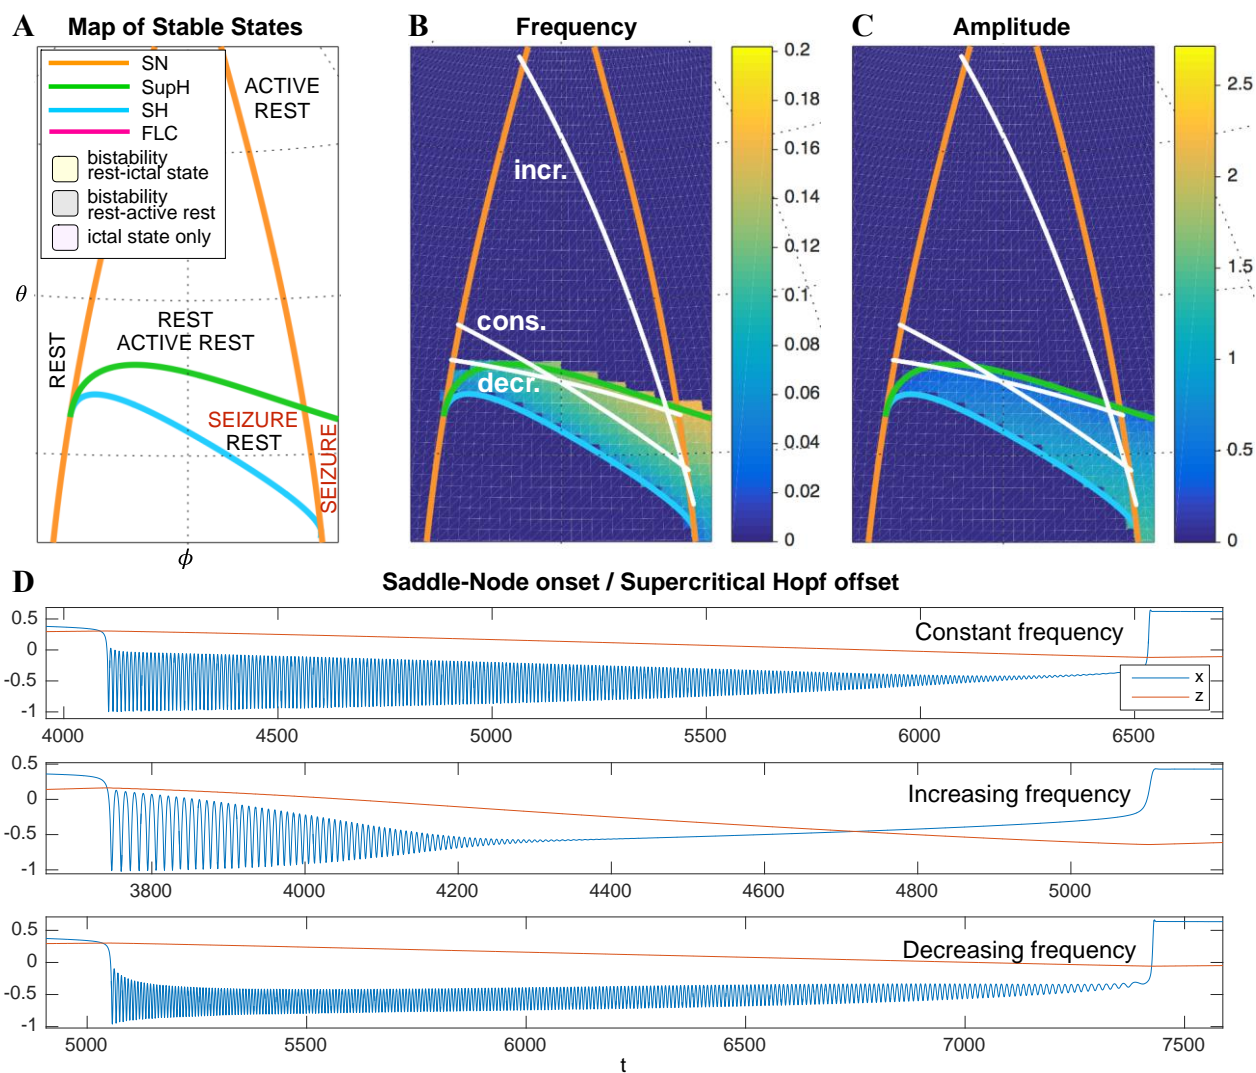 A Map of Stable States
SN
SupH
SH
FLC
bistability
rest-ictal state
bistability
rest-active rest
ictal state only
ACTIVE
REST
θ
REST
REST
ACTIVE REST
SEIZURE
REST
SEIZURE
ϕ
B Frequency
incr.
cons.
decr.
0.2
0.18
0.16
0.14
0.12
0.1
0.08
0.06
0.04
0.02
0
C Amplitude
2.5
2
1.5
1
0.5
0
D Saddle-Node onset / Supercritical Hopf offset
0.5
0
-0.5
-1
Constant frequency
x
z
4000 4500 5000 5500 6000 6500
0.5
0
-0.5
-1
Increasing frequency
3800 4000 4200 4400 4600 4800 5000
0.5
0
-0.5
-1
Decreasing frequency
5000 5500 6000 6500 7000 7500
t